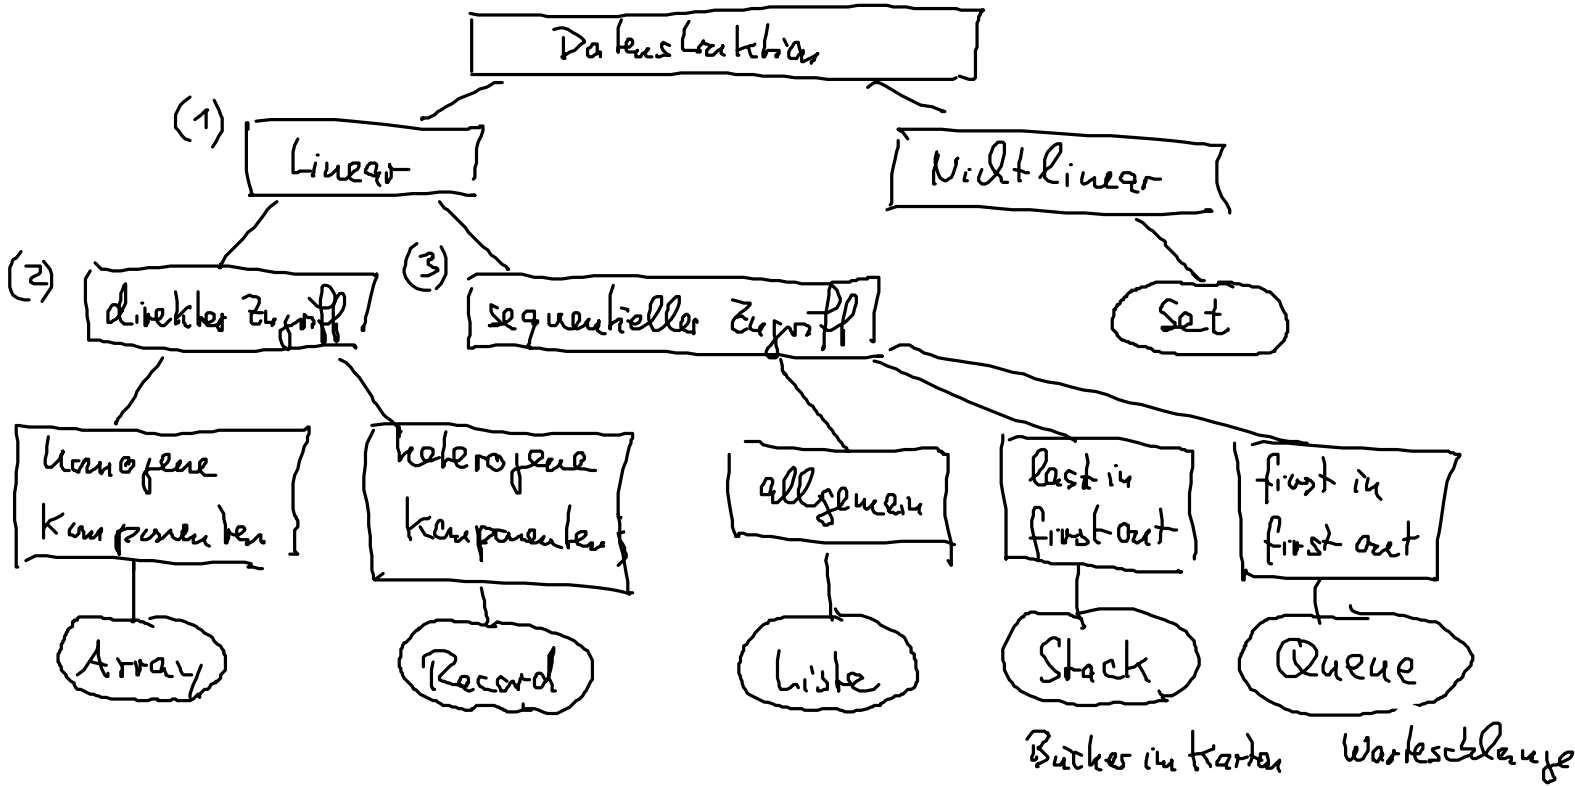 Datenstruktion
(1)
Linear
Nichtlinear
(2)
direkter Zugriff
(3)
sequentieller Zugriff
Set
homogene
Komponenten
heterogene
Komponenten
allgemein
last in
first out
first in
first out
Array
Record
Liste
Stack
Queue
Bücher im Karton
Warteschlange